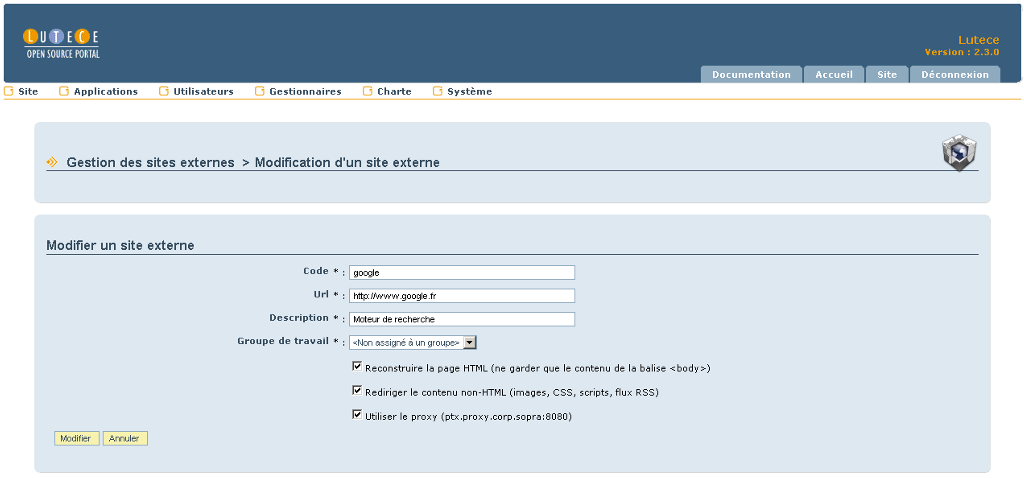 LUTECE
OPEN SOURCE PORTAL
Lutece
Version : 2.3.0
Documentation Accueil Site Déconnexion
Site Applications Utilisateurs Gestionnaires Charte Système
Gestion des sites externes > Modification d'un site externe
Modifier un site externe
Code * : google
Url * : http://www.google.fr
Description * : Moteur de recherche
Groupe de travail * : <Non assigné à un groupe>
Reconstruire la page HTML (ne garder que le contenu de la balise <body>)
Rediriger le contenu non-HTML (images, CSS, scripts, flux RSS)
Utiliser le proxy (ptx.proxy.corp.sopra:8080)
Modifier Annuler